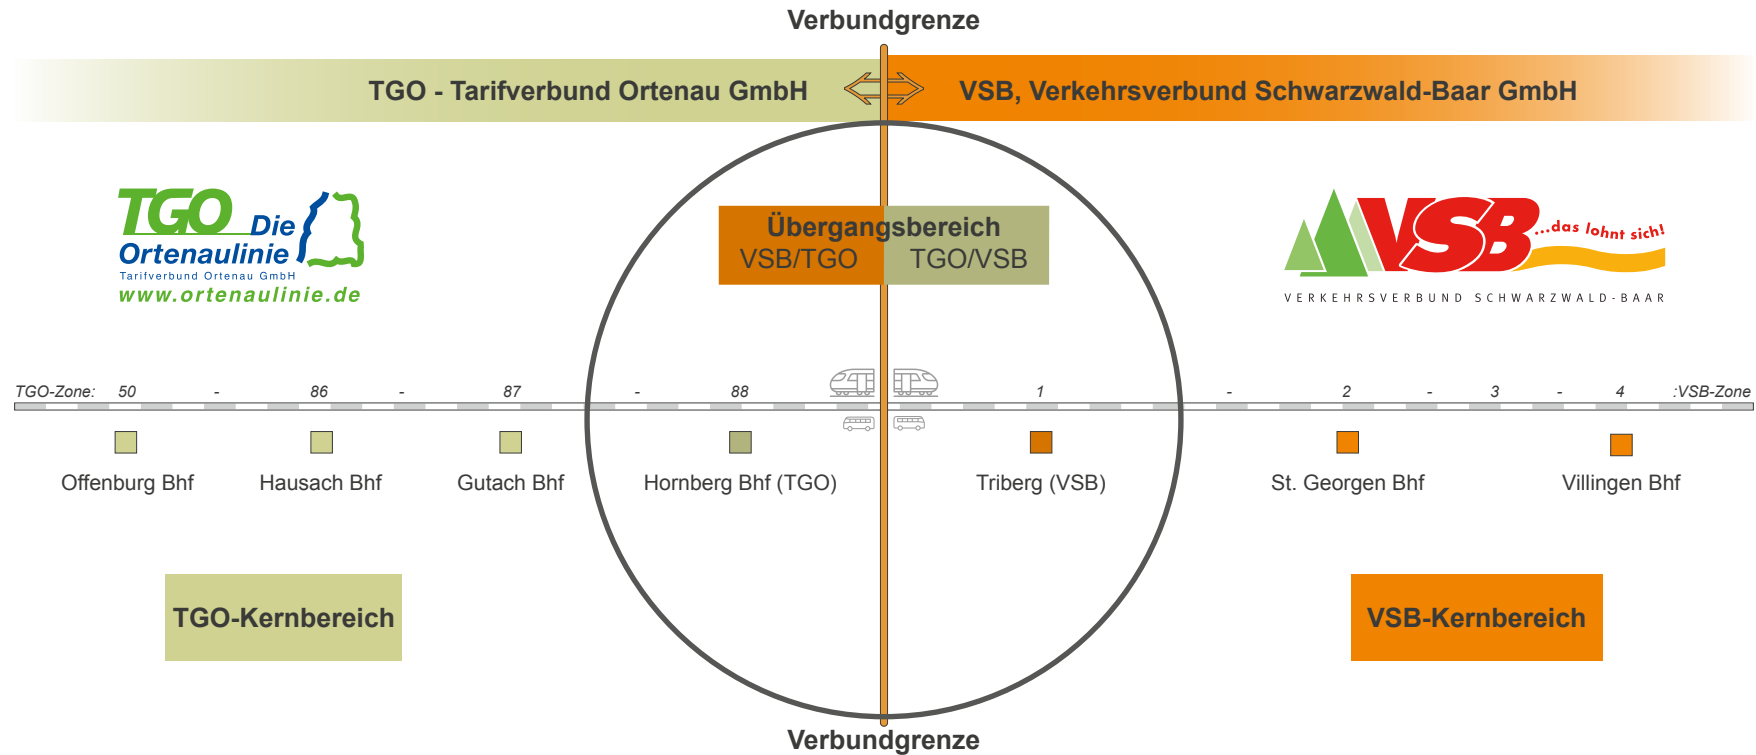 Verbundgrenze
TGO - Tarifverbund Ortenau GmbH
VSB, Verkehrsverbund Schwarzwald-Baar GmbH
TGO Die
Ortenaulinie
Tarifverbund Ortenau GmbH
www.ortenaulinie.de
Übergangsbereich
VSB/TGO TGO/VSB
VSB ...das lohnt sich!
VERKEHRSVERBUND SCHWARZWALD-BAAR
TGO-Zone: 50 - 86 - 87 - 88 1 - 2 - 3 - 4 :VSB-Zone
Offenburg Bhf Hausach Bhf Gutach Bhf Hornberg Bhf (TGO) Triberg (VSB) St. Georgen Bhf Villingen Bhf
TGO-Kernbereich
VSB-Kernbereich
Verbundgrenze